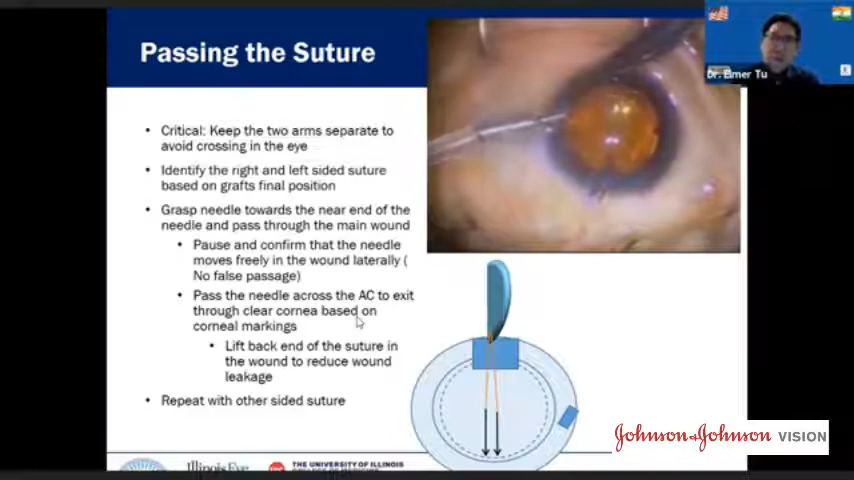 Passing the Suture
Dr. Elmer Tu
• Critical: Keep the two arms separate to
avoid crossing in the eye
• Identify the right and left sided suture
based on grafts final position
• Grasp needle towards the near end of the
needle and pass through the main wound
• Pause and confirm that the needle
moves freely in the wound laterally (
No false passage)
• Pass the needle across the AC to exit
through clear cornea based on
corneal markings
• Lift back end of the suture in
the wound to reduce wound
leakage
• Repeat with other sided suture
Johnson & Johnson VISION
Illinois Eye
THE UNIVERSITY OF ILLINOIS